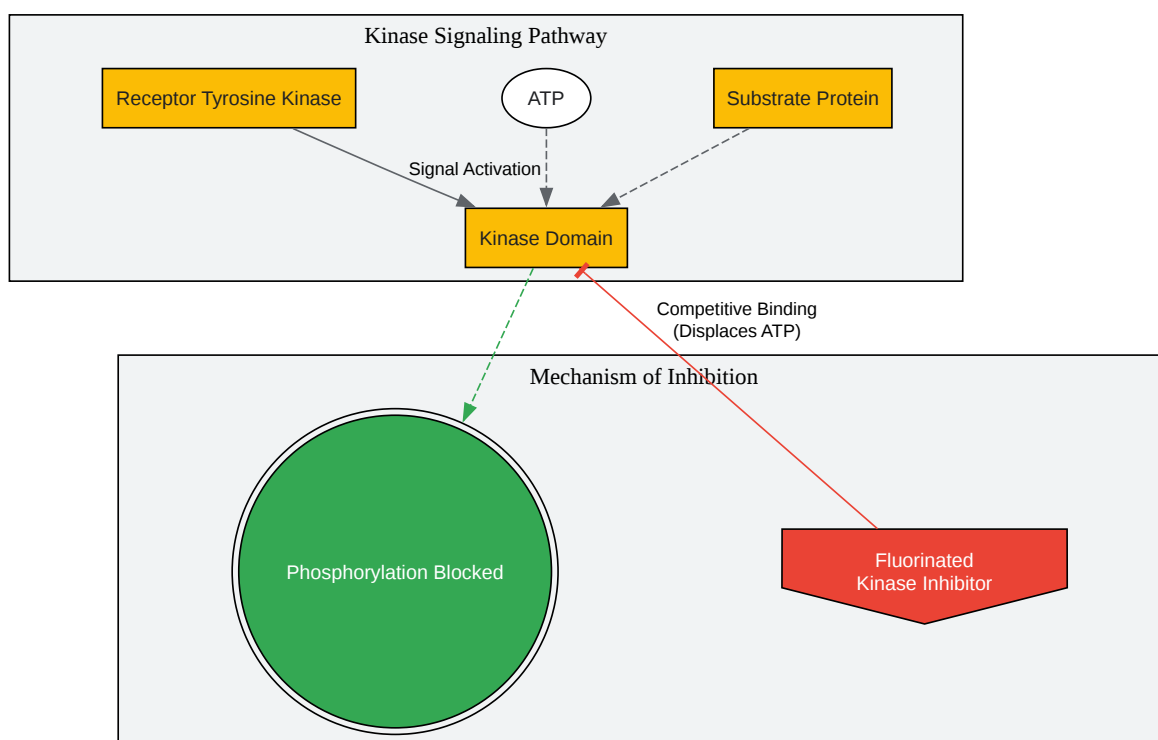 Kinase Signaling Pathway
Receptor Tyrosine Kinase
ATP
Substrate Protein
Signal Activation
Kinase Domain
Competitive Binding
(Displaces ATP)
Mechanism of Inhibition
Phosphorylation Blocked
Fluorinated
Kinase Inhibitor